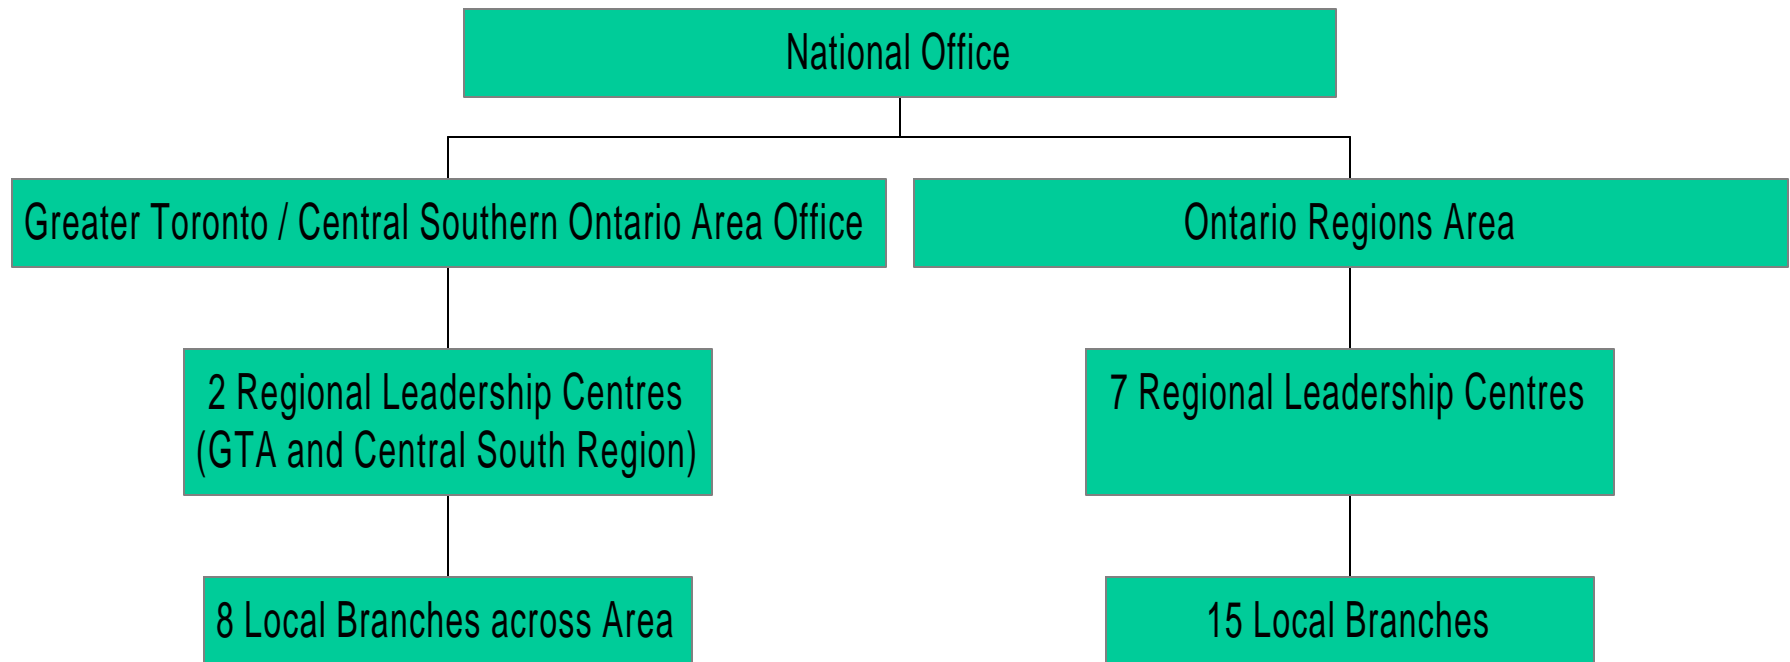 National Office
Greater Toronto / Central Southern Ontario Area Office
Ontario Regions Area
2 Regional Leadership Centres
(GTA and Central South Region)
7 Regional Leadership Centres
8 Local Branches across Area
15 Local Branches